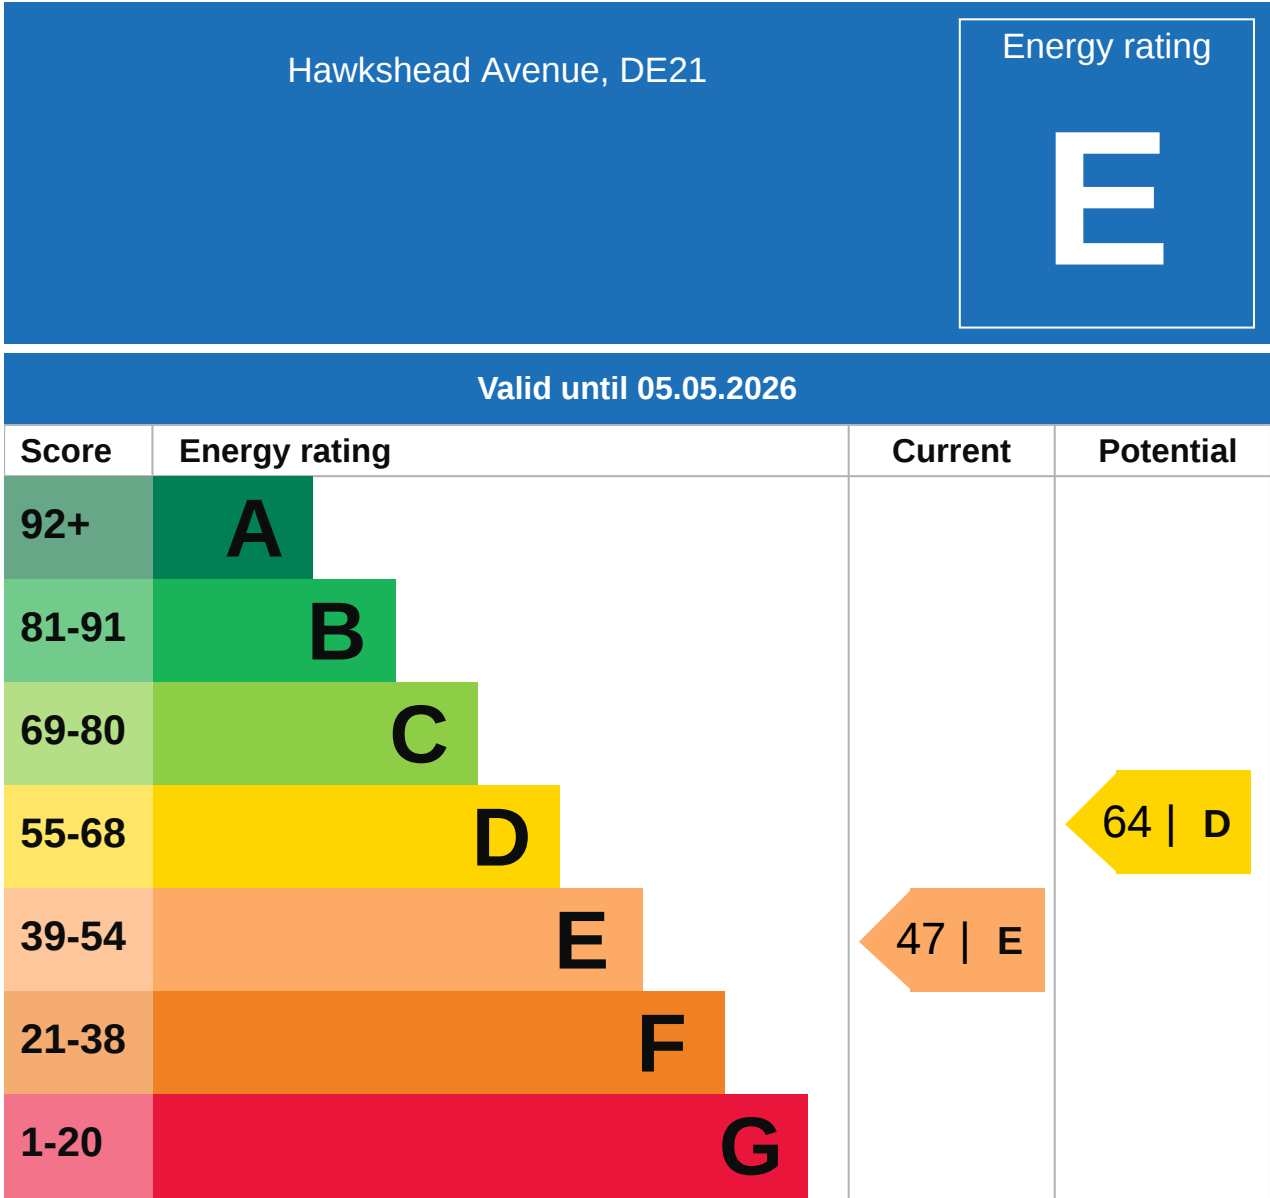 Hawkshead Avenue, DE21
Energy rating
E
Valid until 05.05.2026
Score Energy rating Current Potential
92+ A
81-91 B
69-80 C
55-68 D 64 | D
39-54 E 47 | E
21-38 F
1-20 G